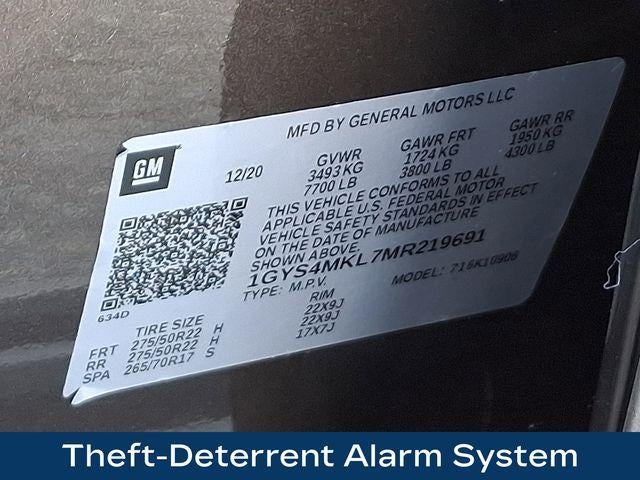 MFD BY GENERAL MOTORS LLC
GM
12/20
GVWR GAWR FRT GAWR RR
3493 KG 1724 KG 1950 KG
7700 LB 3800 LB 4300 LB
THIS VEHICLE CONFORMS TO ALL
APPLICABLE U.S. FEDERAL MOTOR
VEHICLE SAFETY STANDARDS IN EFFECT
ON THE DATE OF MANUFACTURE
SHOWN ABOVE.
1GYS4MKL7MR219691
TYPE: M.P.V. MODEL:
634D
TIRE SIZE RIM
FRT 275/50R22 H 22X9J
RR 275/50R22 H 22X9J
SPA 265/70R17 S 17X7J
Theft-Deterrent Alarm System